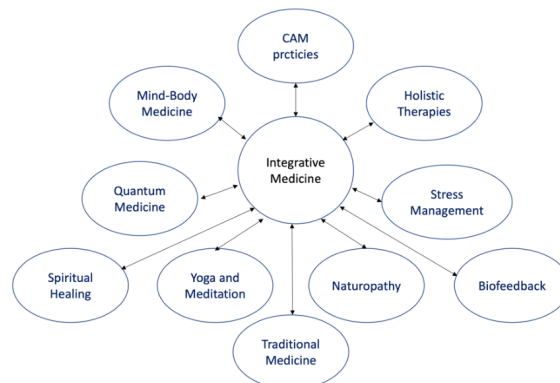 CAM
prcticies
Mind-Body
Medicine
Holistic
Therapies
Integrative
Medicine
Quantum
Medicine
Stress
Management
Spiritual
Healing
Yoga and
Meditation
Naturopathy
Biofeedback
Traditional
Medicine